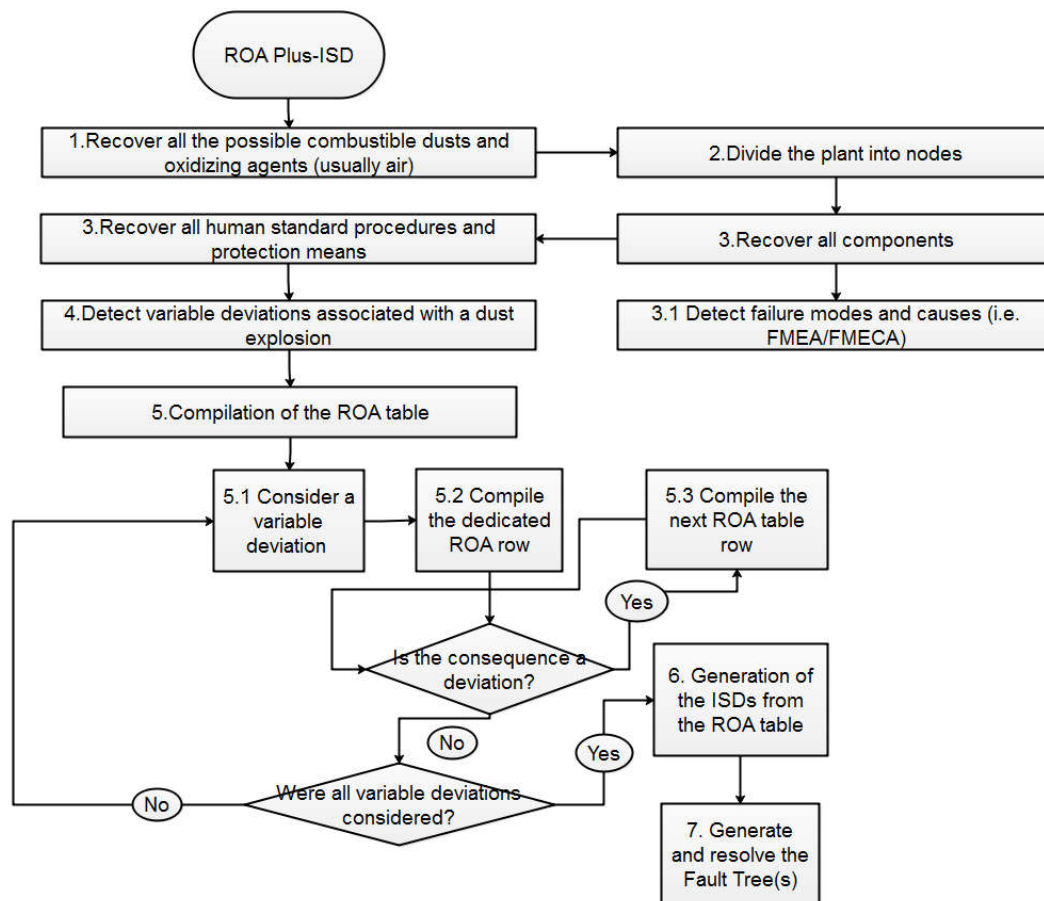 ROA Plus-ISD
1.Recover all the possible combustible dusts and
oxidizing agents (usually air)
2.Divide the plant into nodes
3.Recover all human standard procedures and
protection means
3.Recover all components
4.Detect variable deviations associated with a dust
explosion
3.1 Detect failure modes and causes (i.e.
FMEA/FMECA)
5.Compilation of the ROA table
5.1 Consider a
variable
deviation
5.2 Compile
the dedicated
ROA row
5.3 Compile the
next ROA table
row
Yes
Is the consequence a
deviation?
No
6. Generation of
the ISDs from
the ROA table
Yes
Were all variable deviations
considered?
No
7. Generate
and resolve the
Fault Tree(s)